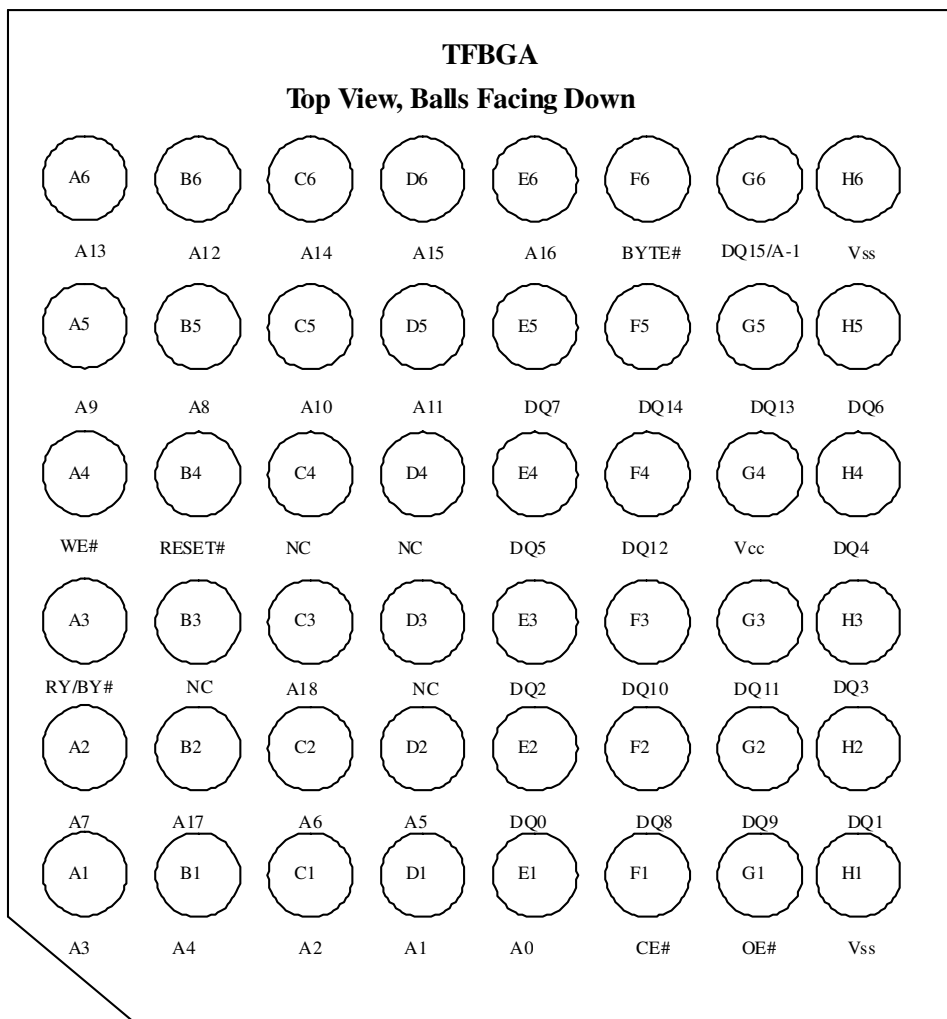 TFBGA
Top View, Balls Facing Down
A6 B6 C6 D6 E6 F6 G6 H6
A13 A12 A14 A15 A16 BYTE# DQ15/A-1 Vss
A5 B5 C5 D5 E5 F5 G5 H5
A9 A8 A10 A11 DQ7 DQ14 DQ13 DQ6
A4 B4 C4 D4 E4 F4 G4 H4
WE# RESET# NC NC DQ5 DQ12 Vcc DQ4
A3 B3 C3 D3 E3 F3 G3 H3
RY/BY# NC A18 NC DQ2 DQ10 DQ11 DQ3
A2 B2 C2 D2 E2 F2 G2 H2
A7 A17 A6 A5 DQ0 DQ8 DQ9 DQ1
A1 B1 C1 D1 E1 F1 G1 H1
A3 A4 A2 A1 A0 CE# OE# Vss